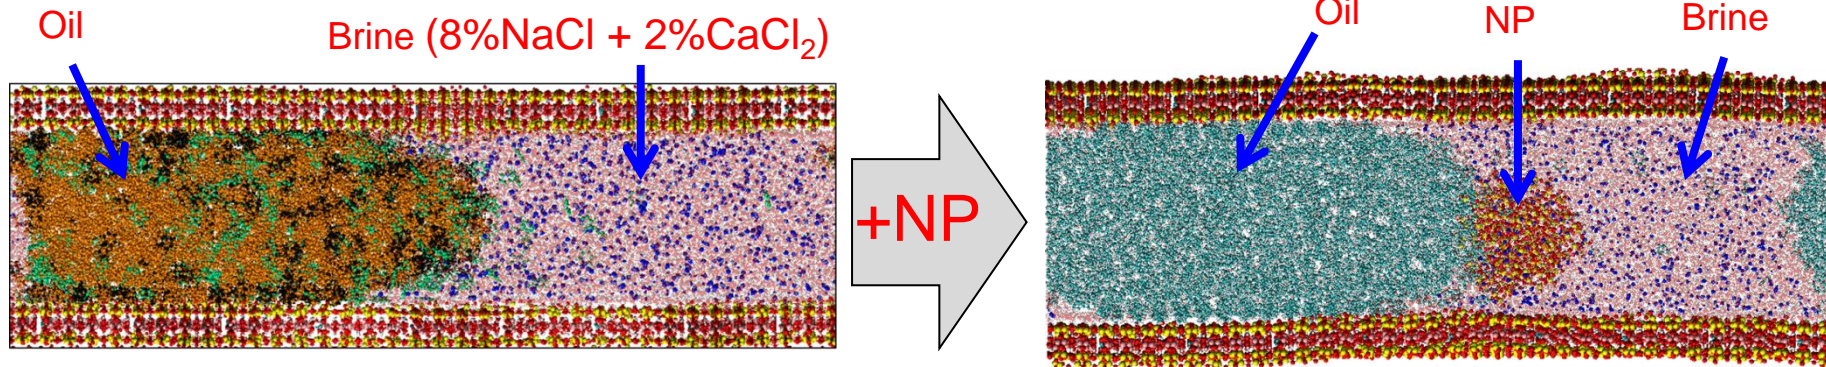 Oil
Brine (8%NaCl + 2%CaCl₂)
+NP
Oil
NP
Brine